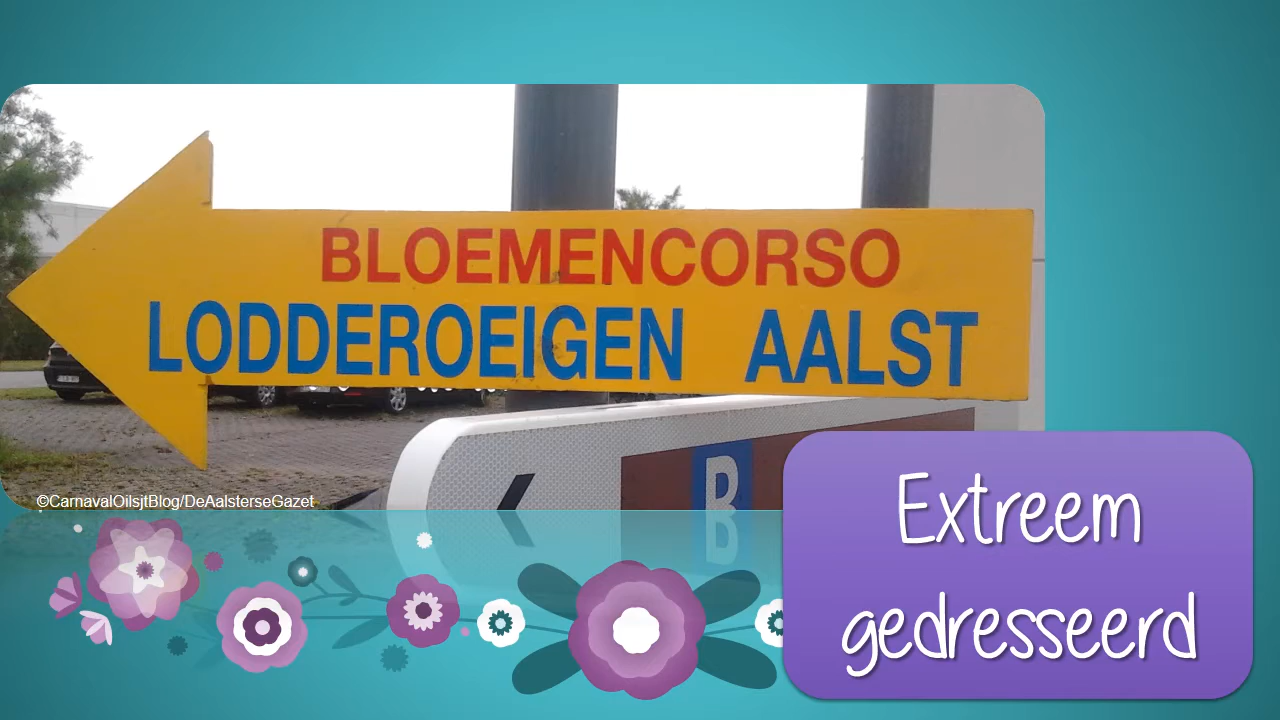 BLOEMENCORSO
LODDEROEIGEN AALST
B
©CarnavalOilsjtBlog/DeAalsterseGazet
Extreem
gedresseerd